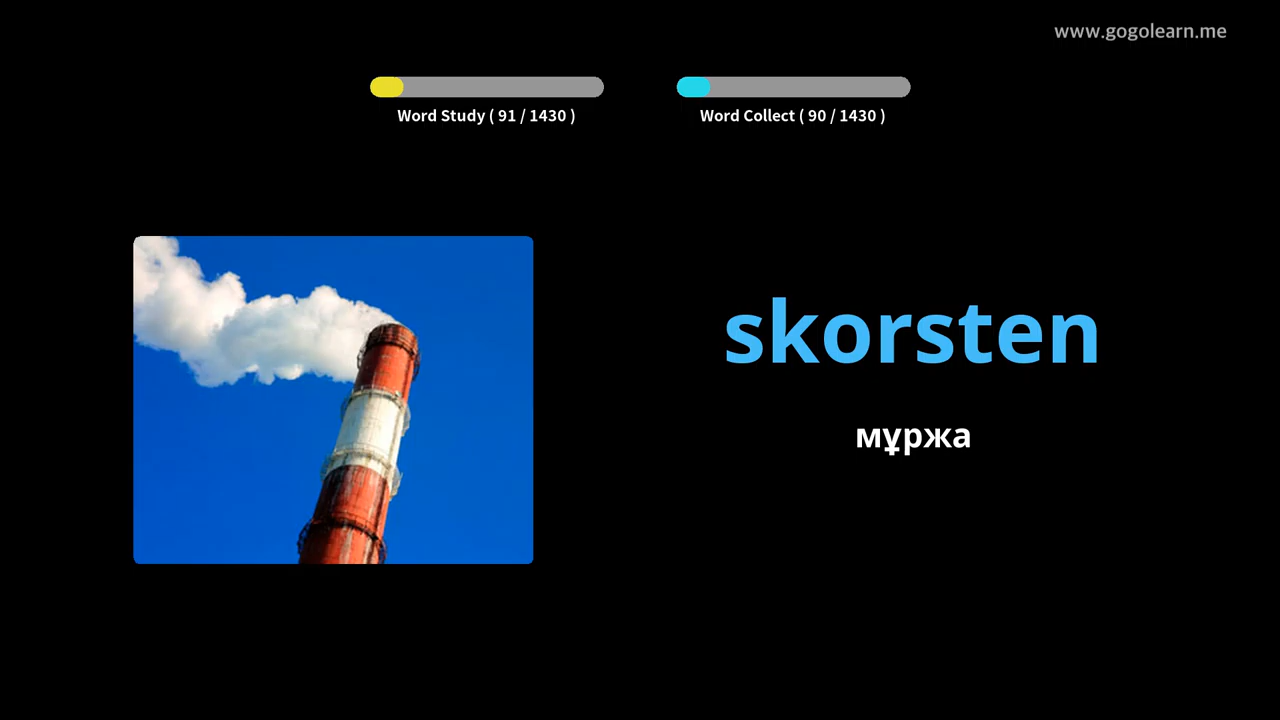 www.gogolearn.me
Word Study ( 91 / 1430 )
Word Collect ( 90 / 1430 )
skorsten
мұржа